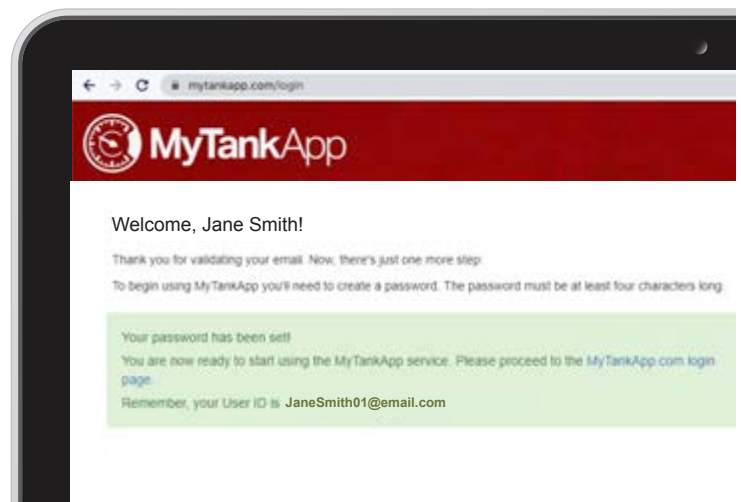 mytankapp.com/login
MyTankApp
Welcome, Jane Smith!
Thank you for validating your email. Now, there's just one more step:
To begin using MyTankApp you'll need to create a password. The password must be at least four characters long.
Your password has been set!
You are now ready to start using the MyTankApp service. Please proceed to the MyTankApp.com login
page.
Remember, your User ID is JaneSmith01@email.com